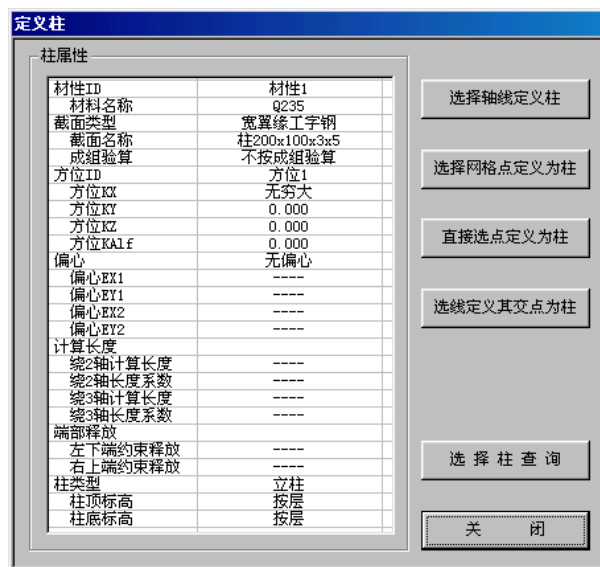 定义柱
柱属性
材性ID 材性1
材料名称 Q235
截面类型 宽翼缘工字钢
截面名称 柱200x100x3x5
成组验算 不按成组验算
方位ID 方位1
方位KX 无穷大
方位KY 0.000
方位KZ 0.000
方位KAlf 0.000
偏心 无偏心
偏心EX1 ----
偏心EY1 ----
偏心EX2 ----
偏心EY2 ----
计算长度
绕2轴计算长度 ----
绕2轴长度系数 ----
绕3轴计算长度 ----
绕3轴长度系数 ----
端部释放
左下端约束释放 ----
右上端约束释放 ----
柱类型 立柱
柱顶标高 按层
柱底标高 按层
选择轴线定义柱
选择网格点定义为柱
直接选点定义为柱
选线定义其交点为柱
选 择 柱 查 询
关 闭